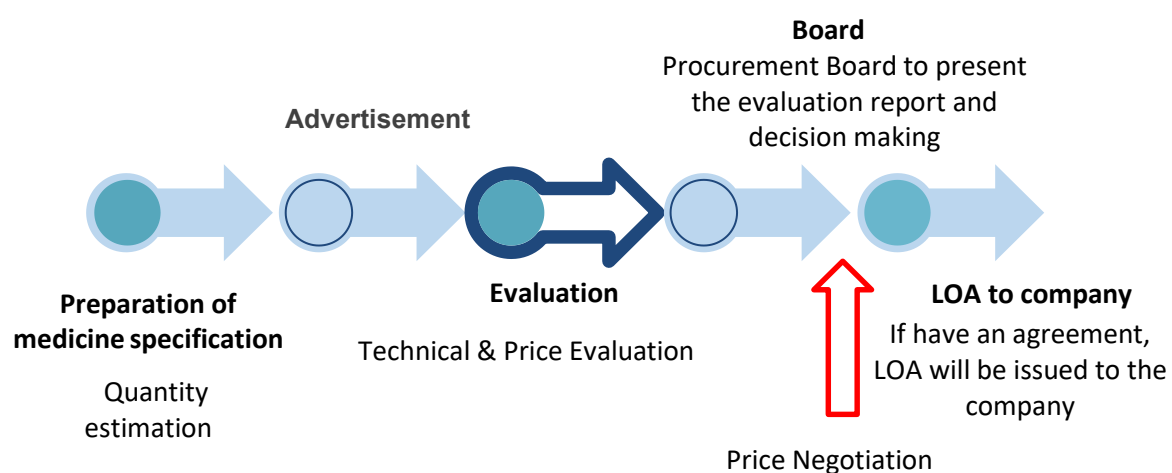 Preparation of
medicine specification
Quantity
estimation
Advertisement
Evaluation
Technical & Price Evaluation
Board
Procurement Board to present
the evaluation report and
decision making
Price Negotiation
LOA to company
If have an agreement,
LOA will be issued to the
company